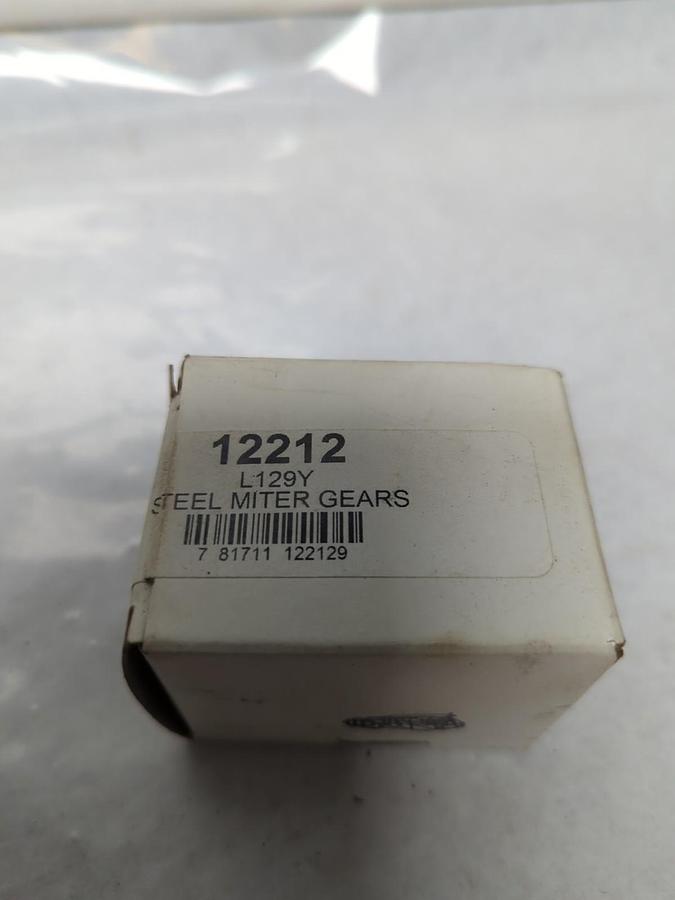 12212
L129Y
STEEL MITER GEARS
7 81711 122129